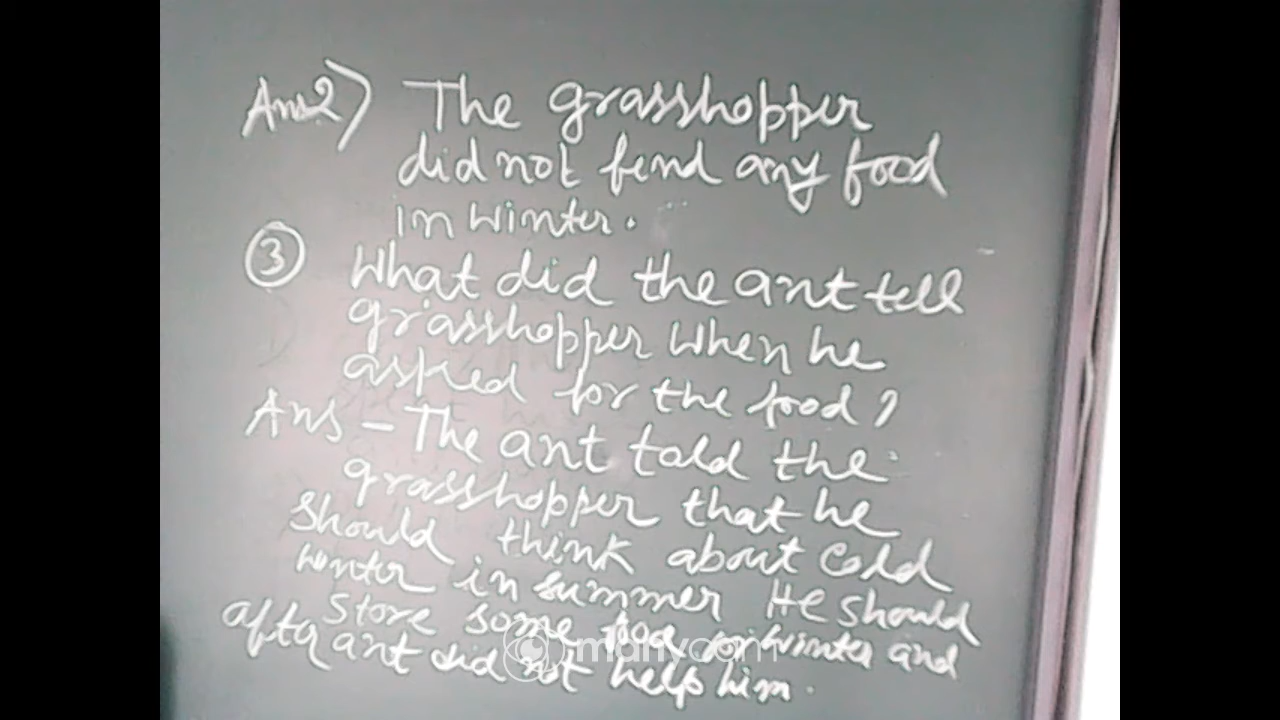 Ans2) The grasshopper
did not find any food
in winter.
3 What did the ant tell
grasshopper when he
asked for the food?
Ans - The ant told the
grasshopper that he
should think about cold
winter in summer He should
Store some food for winter and
after ant did not help him.
manycam